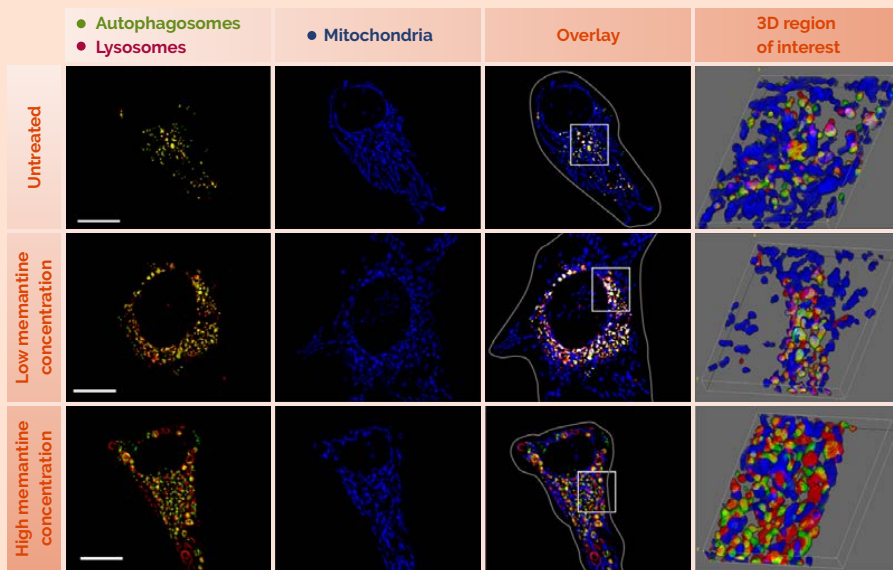 Autophagosomes
Lysosomes
Mitochondria
Overlay
3D region
of interest
Untreated
Low memantine
concentration
High memantine
concentration